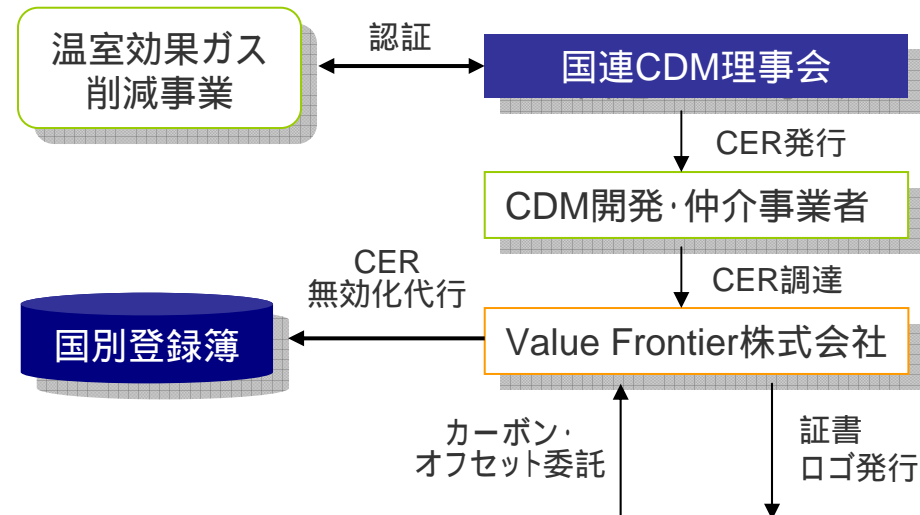 温室効果ガス
削減事業
認証
国連CDM理事会
CER発行
CDM開発・仲介事業者
CER
無効化代行
CER調達
国別登録簿
Value Frontier株式会社
カーボン・
オフセット委託
証書
ロゴ発行